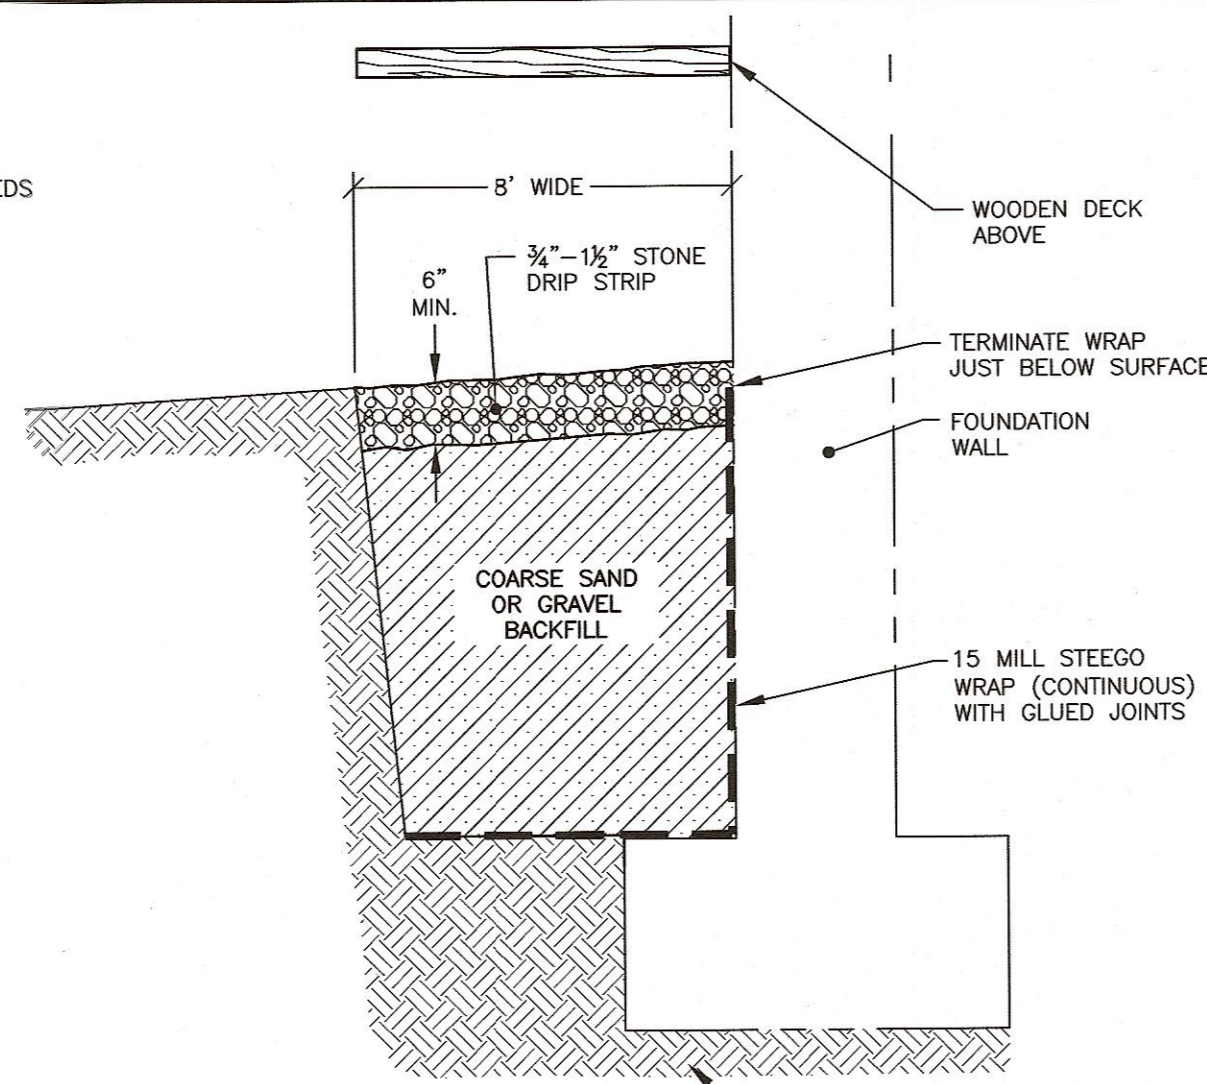 EDS
8' WIDE
WOODEN DECK
ABOVE
¾"–1½" STONE
DRIP STRIP
6"
MIN.
TERMINATE WRAP
JUST BELOW SURFACE
FOUNDATION
WALL
COARSE SAND
OR GRAVEL
BACKFILL
15 MILL STEEGO
WRAP (CONTINUOUS)
WITH GLUED JOINTS